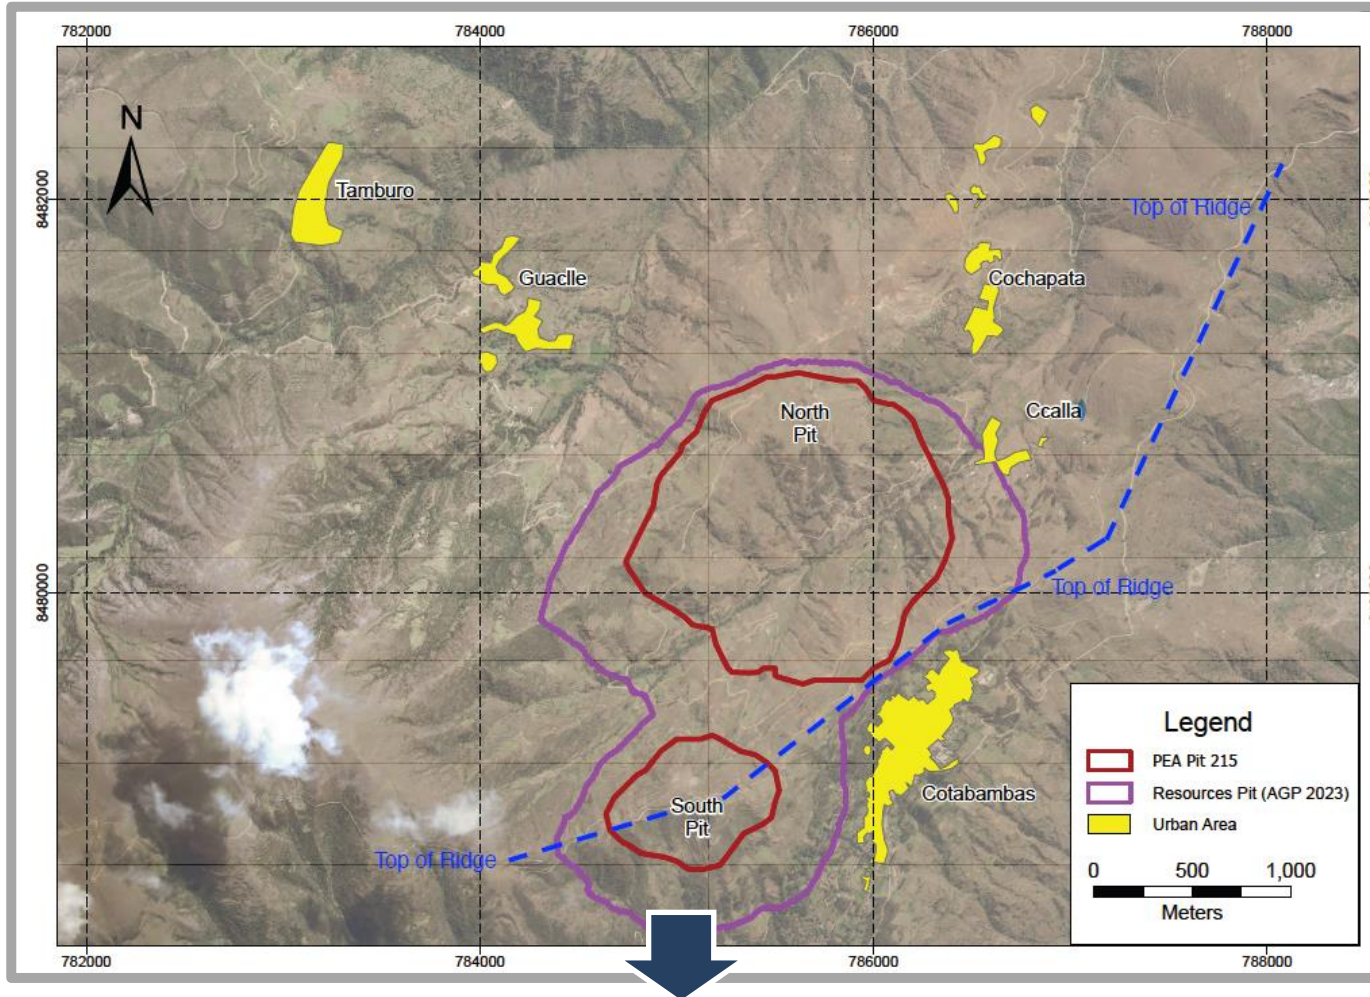 782000
784000
786000
788000
N
8482000
8480000
Tamburo
Guaclle
Top of Ridge
Cochapata
Ccalla
North
Pit
Top of Ridge
South
Pit
Cotabambas
Top of Ridge
Legend
PEA Pit 215
Resources Pit (AGP 2023)
Urban Area
0 500 1,000
Meters
782000
784000
786000
788000